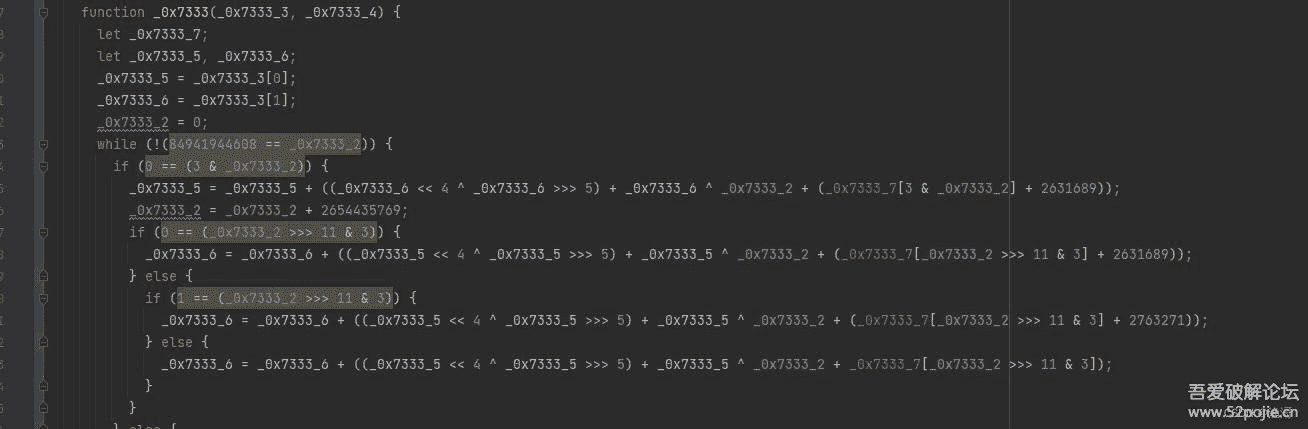 function _0x7333(_0x7333_3, _0x7333_4) {
let _0x7333_7;
let _0x7333_5, _0x7333_6;
_0x7333_5 = _0x7333_3[0];
_0x7333_6 = _0x7333_3[1];
_0x7333_2 = 0;
while (!(84941944608 == _0x7333_2)) {
if (0 == (3 & _0x7333_2)) {
_0x7333_5 = _0x7333_5 + ((_0x7333_6 << 4 ^ _0x7333_6 >>> 5) + _0x7333_6 ^ _0x7333_2 + (_0x7333_7[3 & _0x7333_2] + 2631689));
_0x7333_2 = _0x7333_2 + 2654435769;
if (0 == (_0x7333_2 >>> 11 & 3)) {
_0x7333_6 = _0x7333_6 + ((_0x7333_5 << 4 ^ _0x7333_5 >>> 5) + _0x7333_5 ^ _0x7333_2 + (_0x7333_7[_0x7333_2 >>> 11 & 3] + 2631689));
} else {
if (1 == (_0x7333_2 >>> 11 & 3)) {
_0x7333_6 = _0x7333_6 + ((_0x7333_5 << 4 ^ _0x7333_5 >>> 5) + _0x7333_5 ^ _0x7333_2 + (_0x7333_7[_0x7333_2 >>> 11 & 3] + 2763271));
} else {
_0x7333_6 = _0x7333_6 + ((_0x7333_5 << 4 ^ _0x7333_5 >>> 5) + _0x7333_5 ^ _0x7333_2 + _0x7333_7[_0x7333_2 >>> 11 & 3]);
}
}
} else {
吾爱破解论坛
www.52pojie.cn